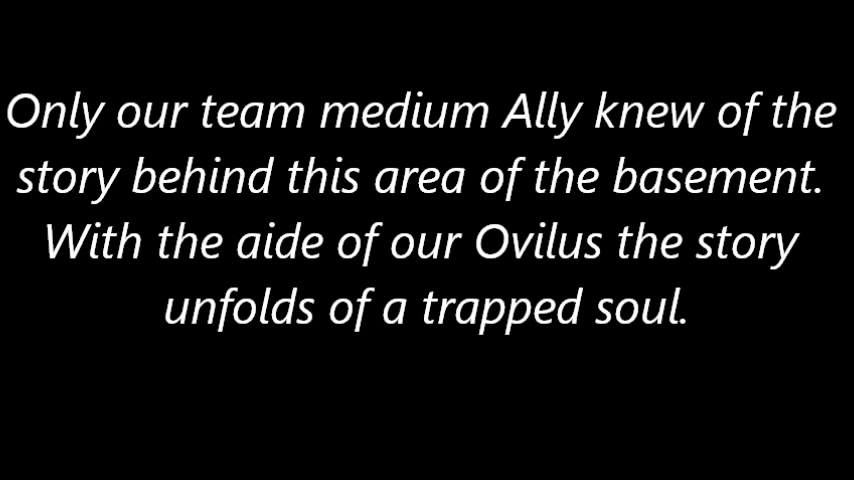 Only our team medium Ally knew of the
story behind this area of the basement.
With the aide of our Ovilus the story
unfolds of a trapped soul.